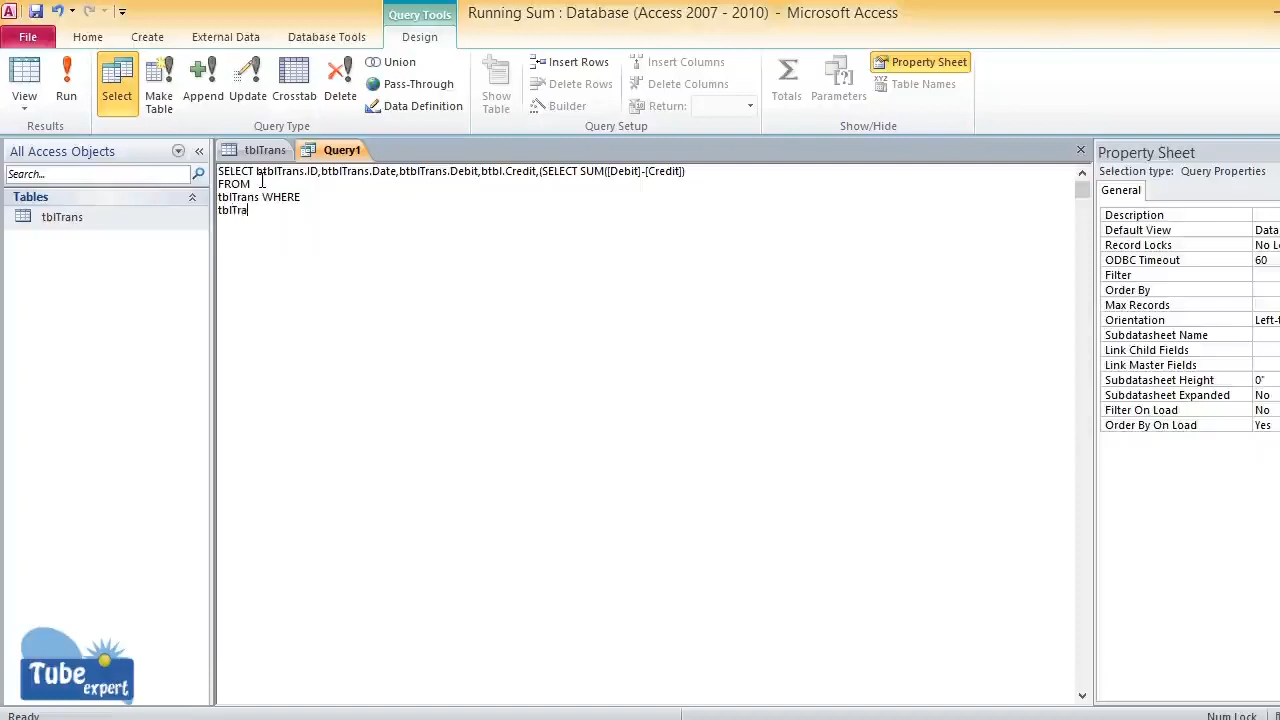 Query Tools
Running Sum : Database (Access 2007 - 2010) - Microsoft Access
File Home Create External Data Database Tools Design
View
Run
Results
Select
Make Table
Append
Update
Crosstab
Delete
Union
Pass-Through
Data Definition
Query Type
Show Table
Insert Rows
Delete Rows
Builder
Insert Columns
Delete Columns
Return:
Query Setup
Totals
Parameters
Property Sheet
XYZ Table Names
Show/Hide
All Access Objects
Search...
Tables
tblTrans
tblTrans Query1
SELECT btblTrans.ID,btblTrans.Date,btblTrans.Debit,btbl.Credit,(SELECT SUM([Debit]-[Credit])
FROM
tblTrans WHERE
tblTra
Property Sheet
Selection type: Query Properties
General
Description
Default View Data
Record Locks No L
ODBC Timeout 60
Filter
Order By
Max Records
Orientation Left-t
Subdatasheet Name
Link Child Fields
Link Master Fields
Subdatasheet Height 0"
Subdatasheet Expanded No
Filter On Load No
Order By On Load Yes
Tube
expert
Ready
Num Lock